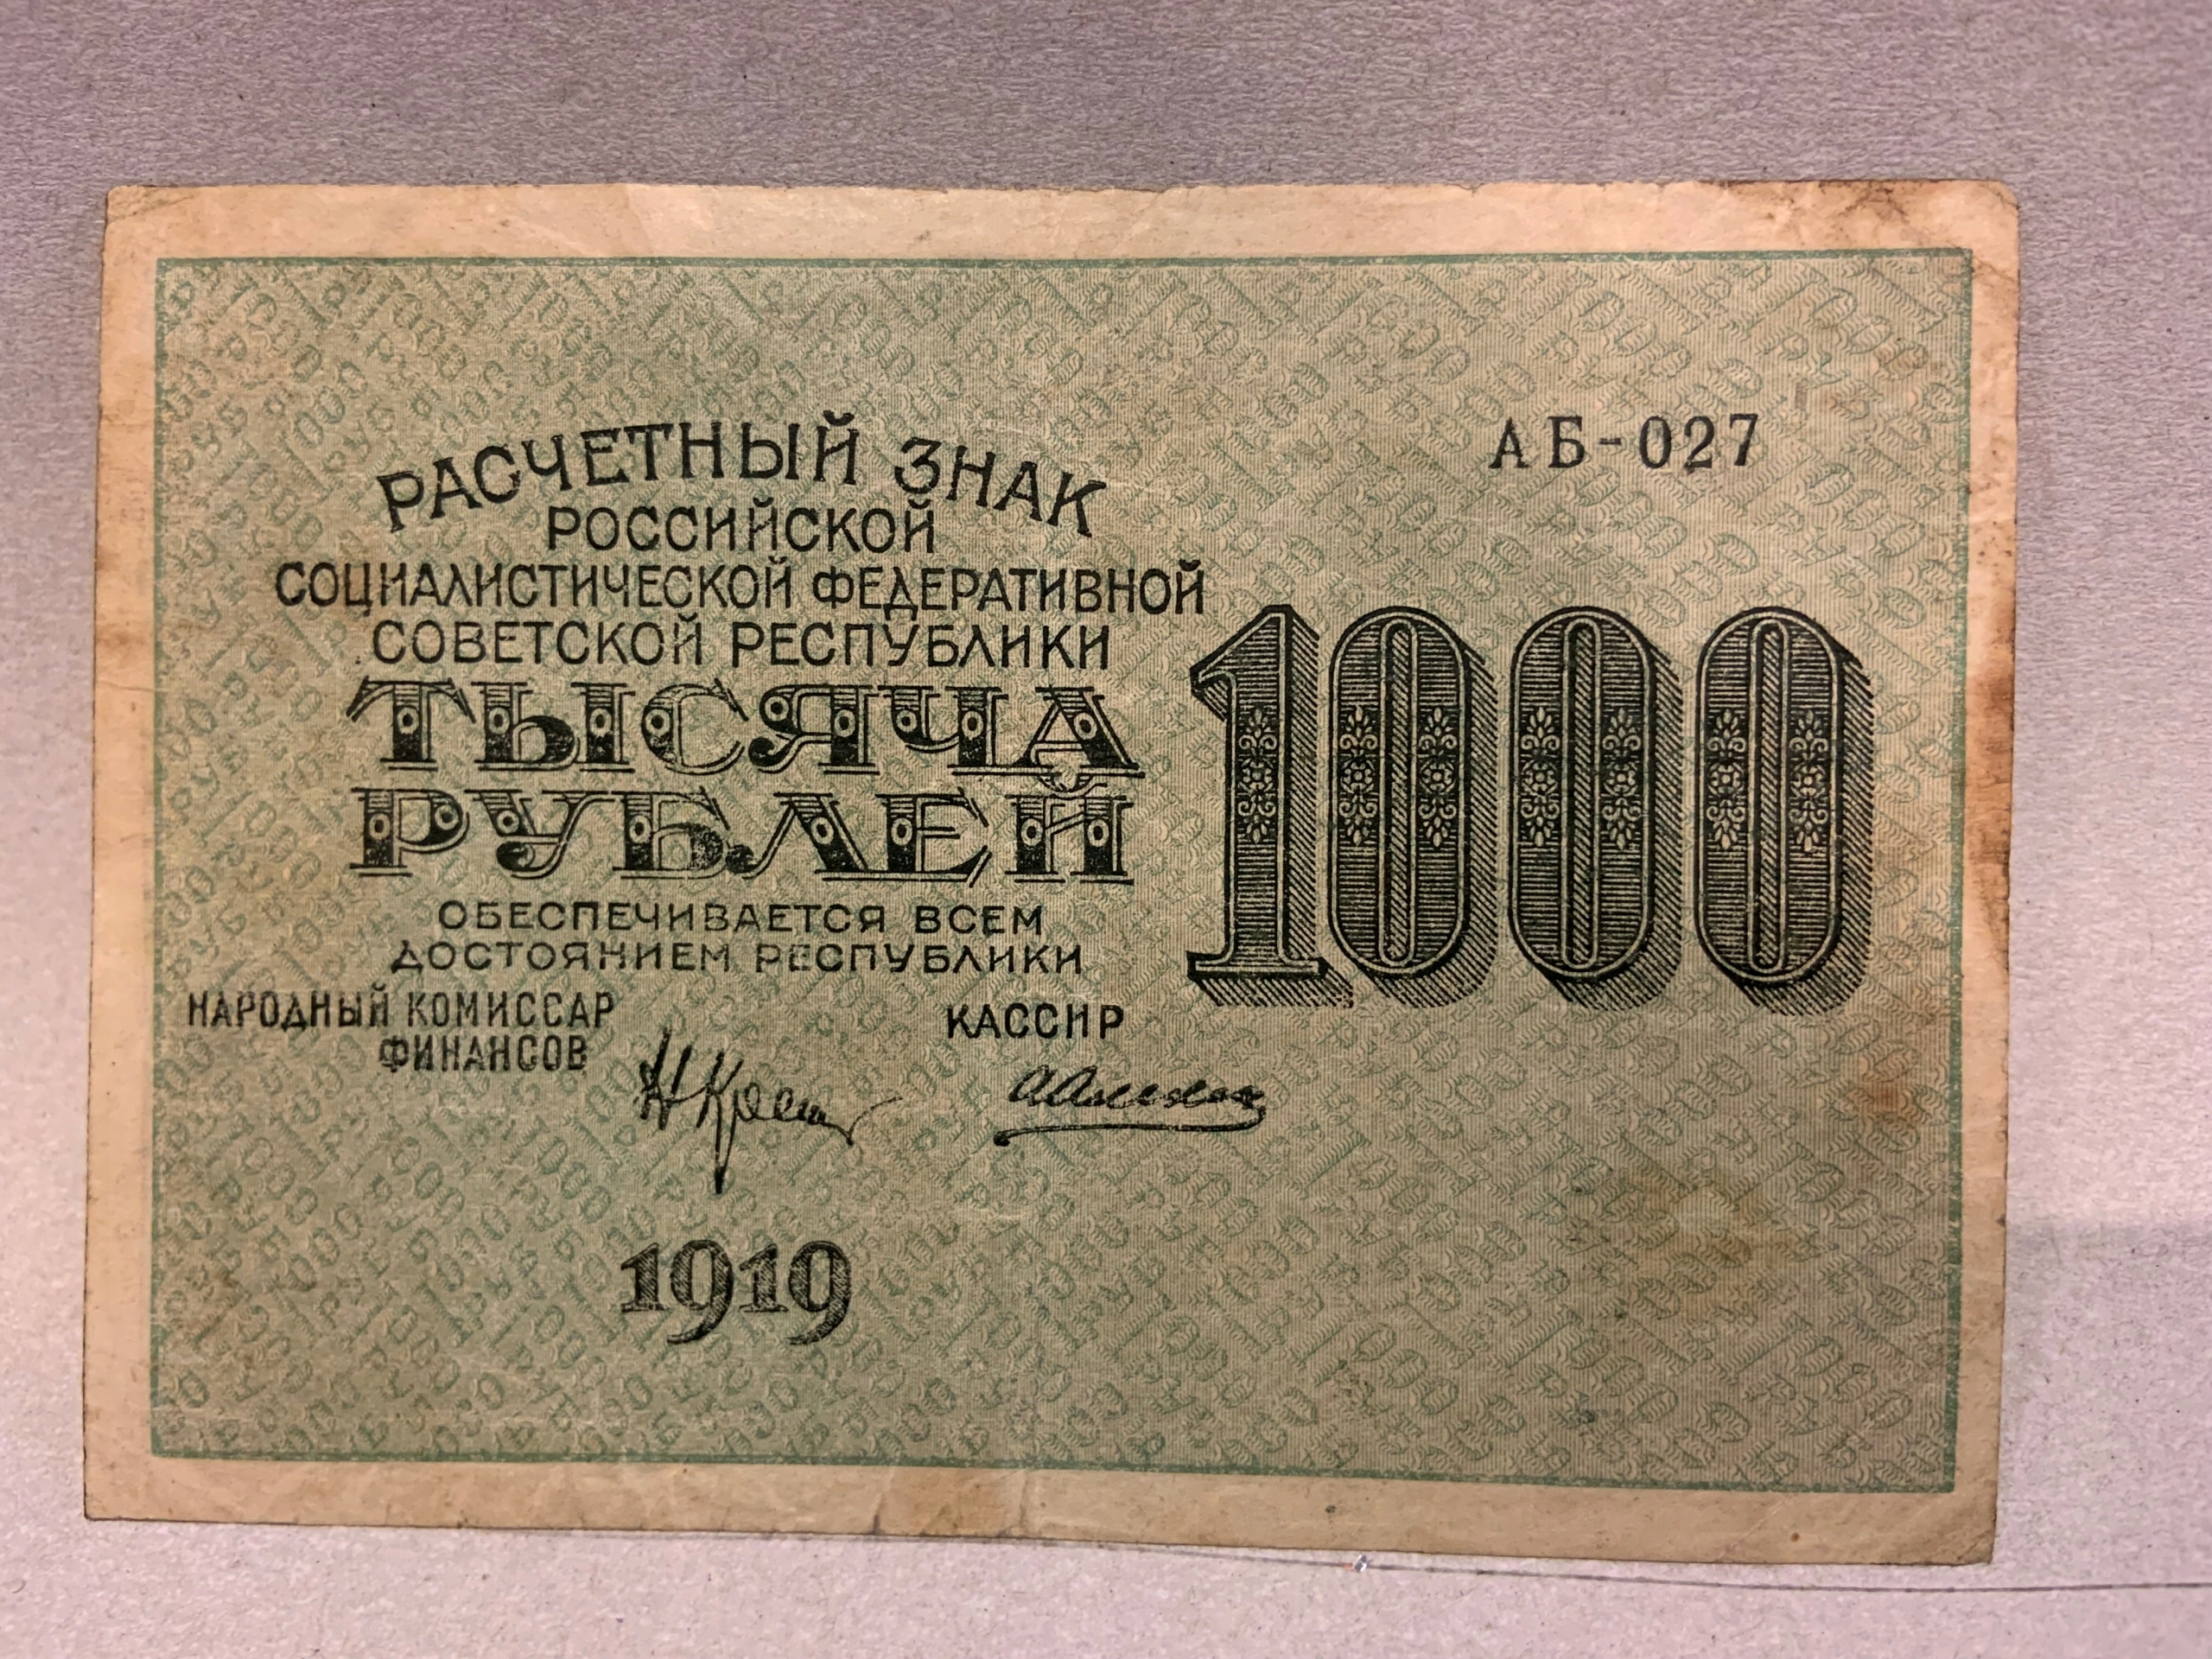 РАСЧЕТНЫЙ ЗНАК
РОССИЙСКОЙ
СОЦИАЛИСТИЧЕСКОЙ ФЕДЕРАТИВНОЙ
СОВЕТСКОЙ РЕСПУБЛИКИ
ТЫСЯЧА
РУБЛЕЙ
ОБЕСПЕЧИВАЕТСЯ ВСЕМ
ДОСТОЯНИЕМ РЕСПУБЛИКИ
НАРОДНЫЙ КОМИССАР
ФИНАНСОВ
КАССИР
1919
АБ-027
1000